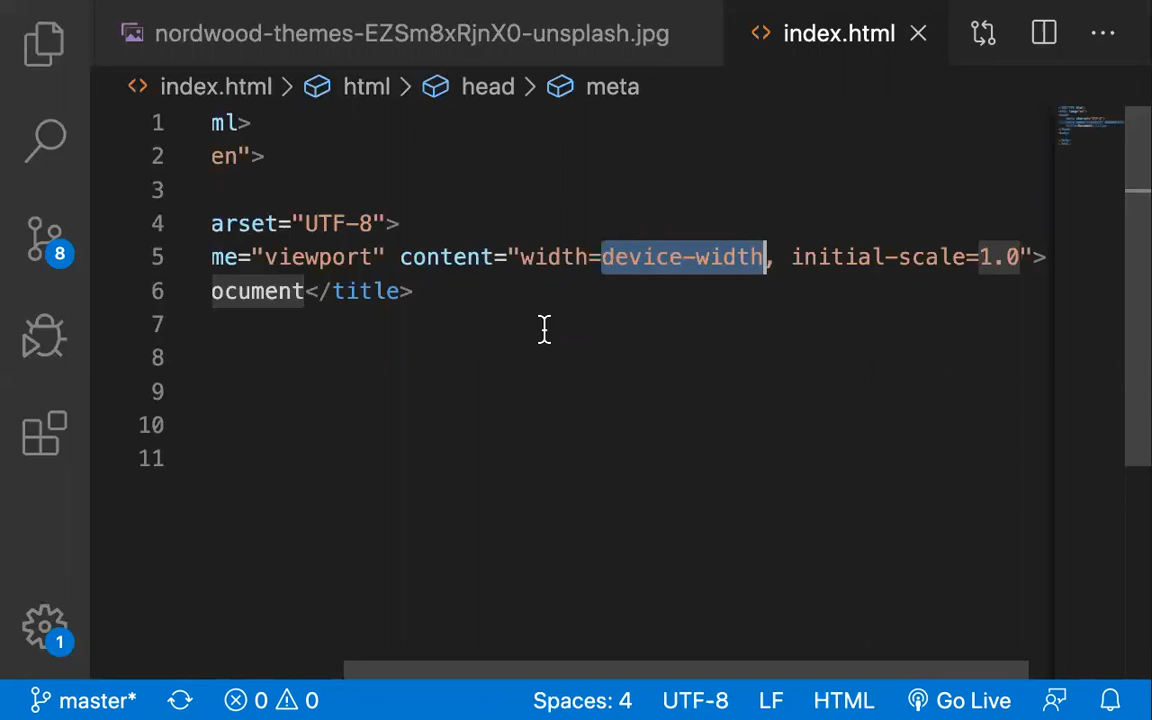 nordwood-themes-EZSm8xRjnX0-unsplash.jpg <> index.html
<> index.html > html > head > meta
1 ml>
2 en">
3
4 arset="UTF-8">
5 me="viewport" content="width=device-width, initial-scale=1.0">
6 ocument</title>
7
8
9
10
11
8
1
master* 0 0 Spaces: 4 UTF-8 LF HTML Go Live